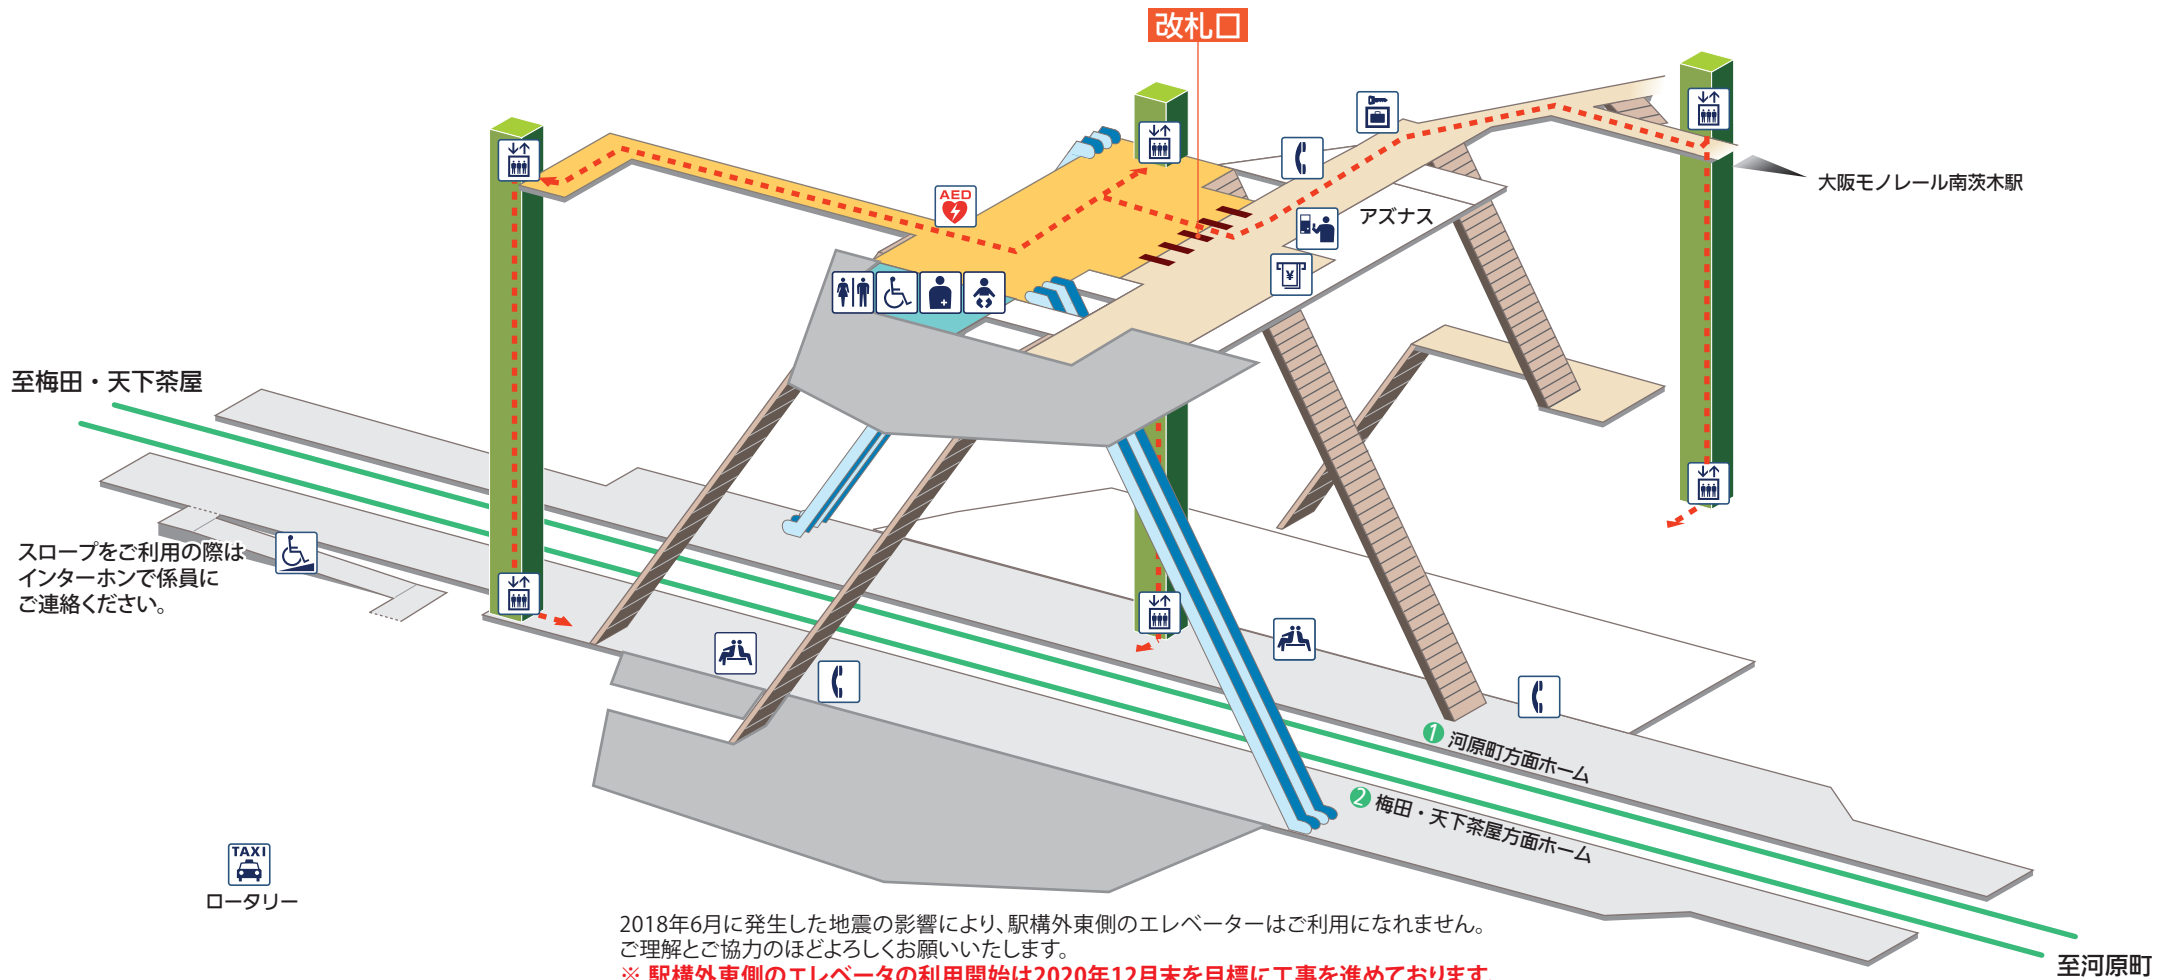 改札口
AED
大阪モノレール南茨木駅
アズナス
¥
至梅田・天下茶屋
スロープをご利用の際は
インターホンで係員に
ご連絡ください。
1 河原町方面ホーム
2 梅田・天下茶屋方面ホーム
TAXI
ロータリー
2018年6月に発生した地震の影響により、駅構外東側のエレベーターはご利用になれません。
ご理解とご協力のほどよろしくお願いいたします。
※ 駅構外東側のエレベータの利用開始は2020年12月末を目標に工事を進めております
至河原町